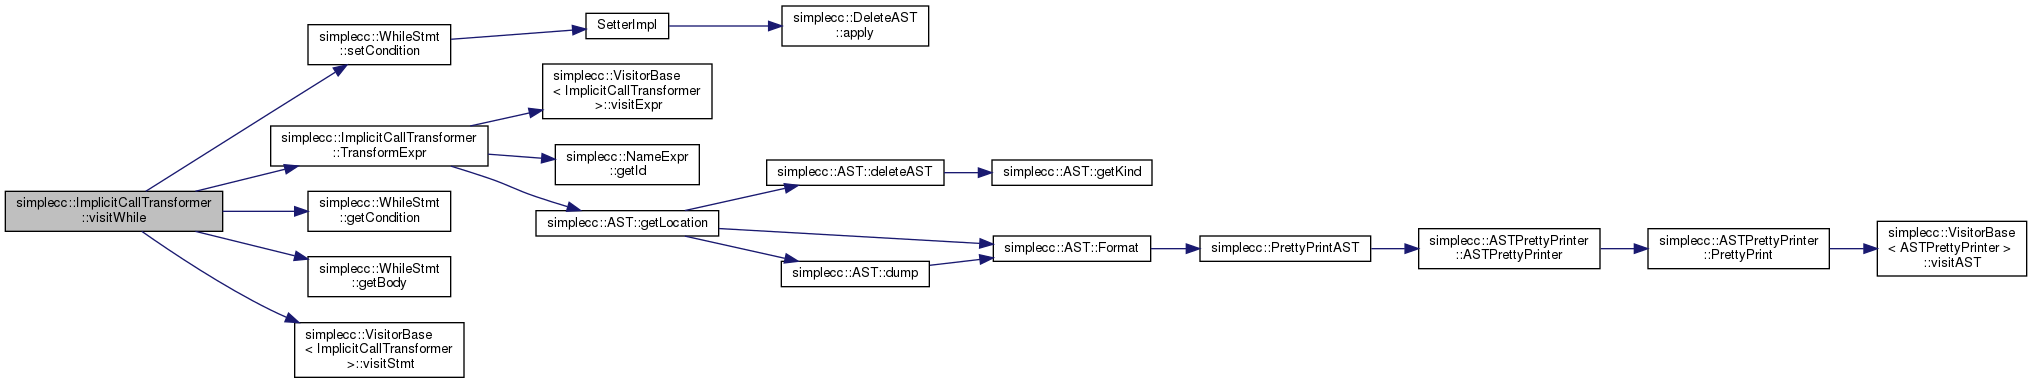 simplecc::ImplicitCallTransformer
::visitWhile
simplecc::WhileStmt
::setCondition
SetterImpl
simplecc::DeleteAST
::apply
simplecc::ImplicitCallTransformer
::TransformExpr
simplecc::VisitorBase
< ImplicitCallTransformer
>::visitExpr
simplecc::NameExpr
::getId
simplecc::AST::getLocation
simplecc::AST::deleteAST
simplecc::AST::getKind
simplecc::AST::Format
simplecc::AST::dump
simplecc::PrettyPrintAST
simplecc::ASTPrettyPrinter
::ASTPrettyPrinter
simplecc::ASTPrettyPrinter
::PrettyPrint
simplecc::VisitorBase
< ASTPrettyPrinter >
::visitAST
simplecc::WhileStmt
::getCondition
simplecc::WhileStmt
::getBody
simplecc::VisitorBase
< ImplicitCallTransformer
>::visitStmt